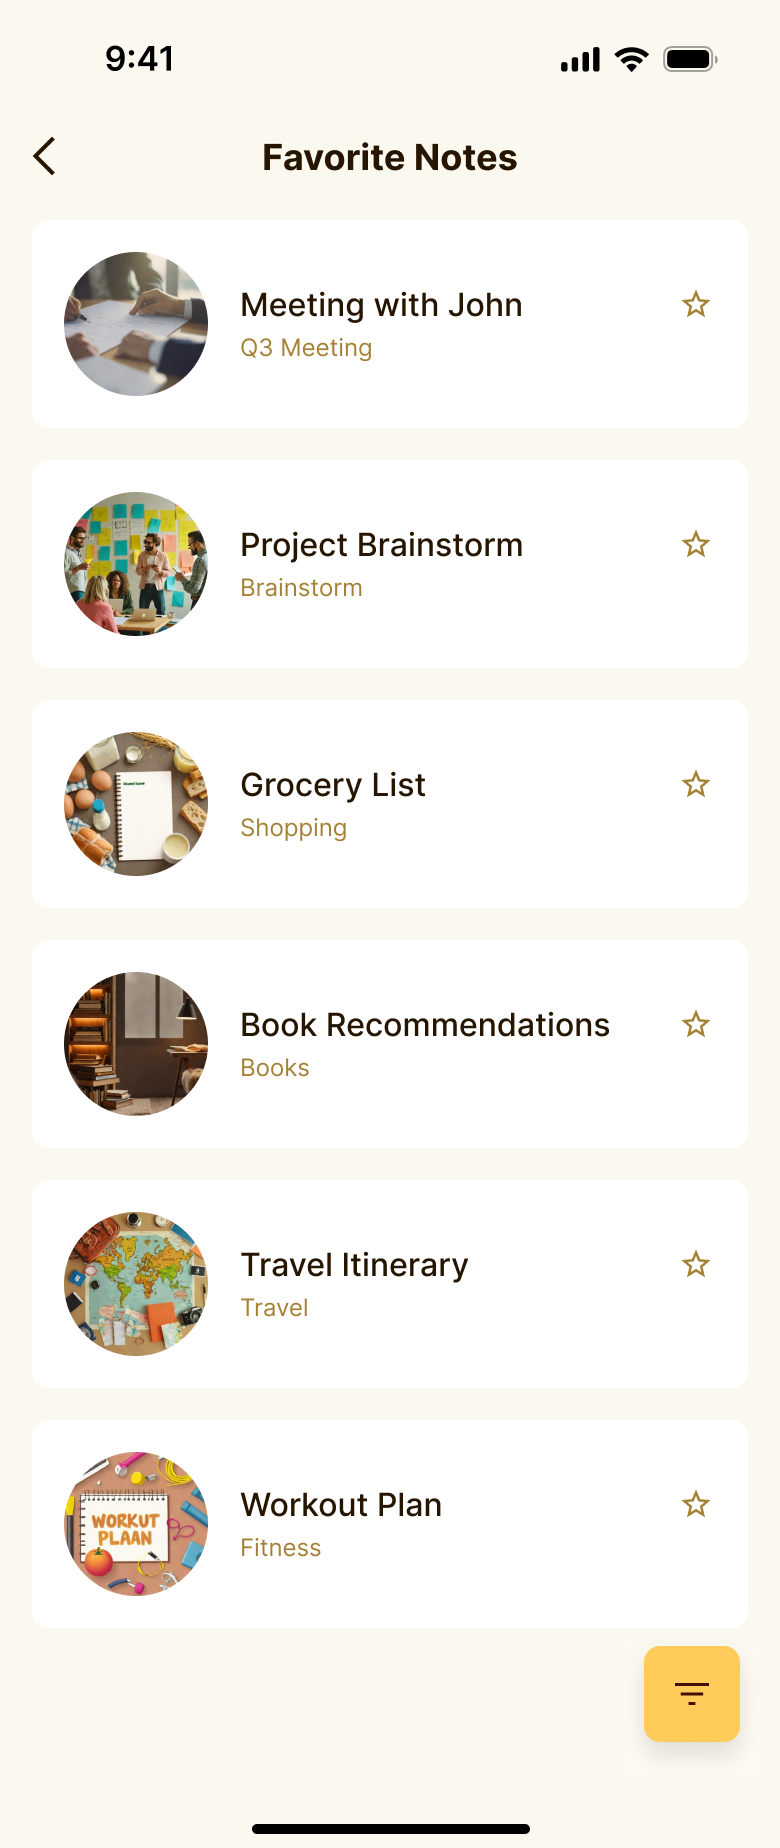 9:41
Favorite Notes
Meeting with John
Q3 Meeting
Project Brainstorm
Brainstorm
Grocery List
Shopping
Book Recommendations
Books
Travel Itinerary
Travel
WORKUT
PLAAN
Workout Plan
Fitness